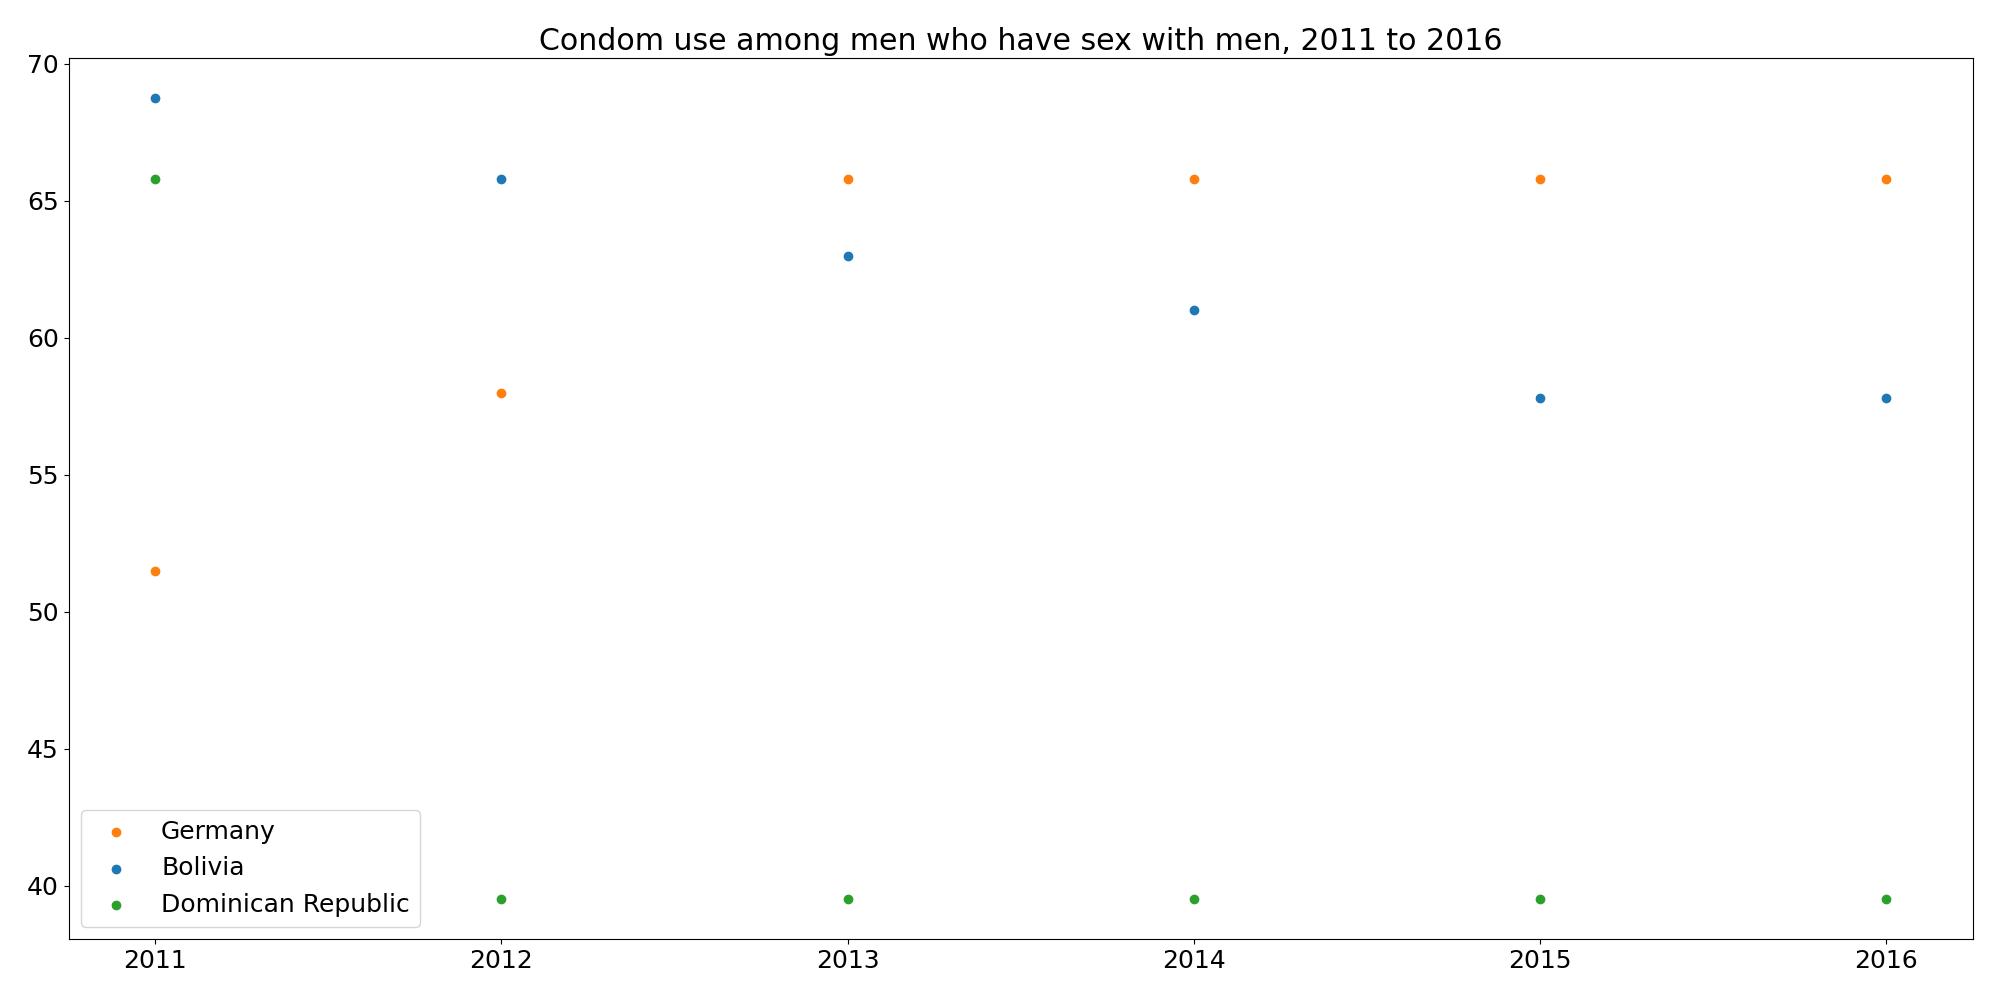 Condom use among men who have sex with men, 2011 to 2016
70
65
60
55
50
45
40
Germany
Bolivia
Dominican Republic
2011 2012 2013 2014 2015 2016